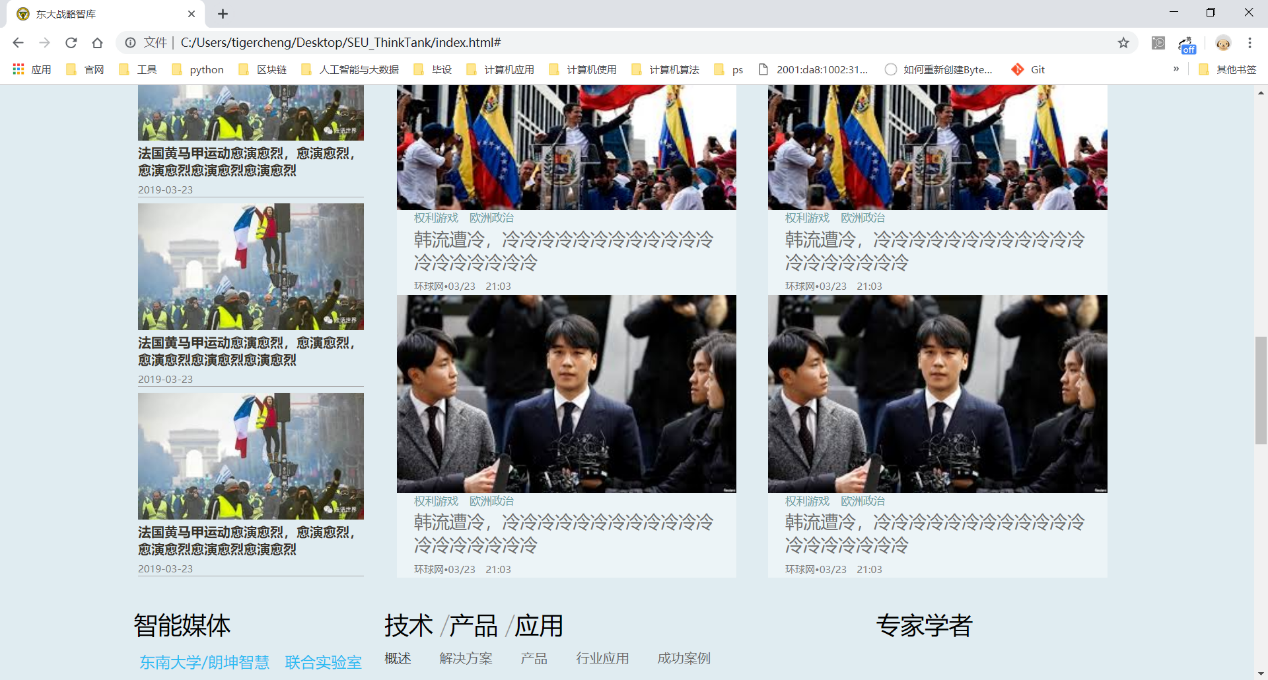 东大战略智库
文件 | C:/Users/tigercheng/Desktop/SEU_ThinkTank/index.html#
off
应用 官网 工具 python 区块链 人工智能与大数据 毕设 计算机应用 计算机使用 计算机算法 ps 2001:da8:1002:31... 如何重新创建Byte... Git » 其他书签
法国黄马甲运动愈演愈烈，愈演愈烈，
愈演愈烈愈演愈烈愈演愈烈
2019-03-23
法国黄马甲运动愈演愈烈，愈演愈烈，
愈演愈烈愈演愈烈愈演愈烈
2019-03-23
法国黄马甲运动愈演愈烈，愈演愈烈，
愈演愈烈愈演愈烈愈演愈烈
2019-03-23
权利游戏 欧洲政治
韩流遭冷，冷冷冷冷冷冷冷冷冷冷冷冷
冷冷冷冷冷冷冷
环球网•03/23 21:03
权利游戏 欧洲政治
韩流遭冷，冷冷冷冷冷冷冷冷冷冷冷冷
冷冷冷冷冷冷冷
环球网•03/23 21:03
权利游戏 欧洲政治
韩流遭冷，冷冷冷冷冷冷冷冷冷冷冷冷
冷冷冷冷冷冷冷
环球网•03/23 21:03
权利游戏 欧洲政治
韩流遭冷，冷冷冷冷冷冷冷冷冷冷冷冷
冷冷冷冷冷冷冷
环球网•03/23 21:03
智能媒体
东南大学/朗坤智慧 联合实验室
技术 /产品 /应用
概述 解决方案 产品 行业应用 成功案例
专家学者